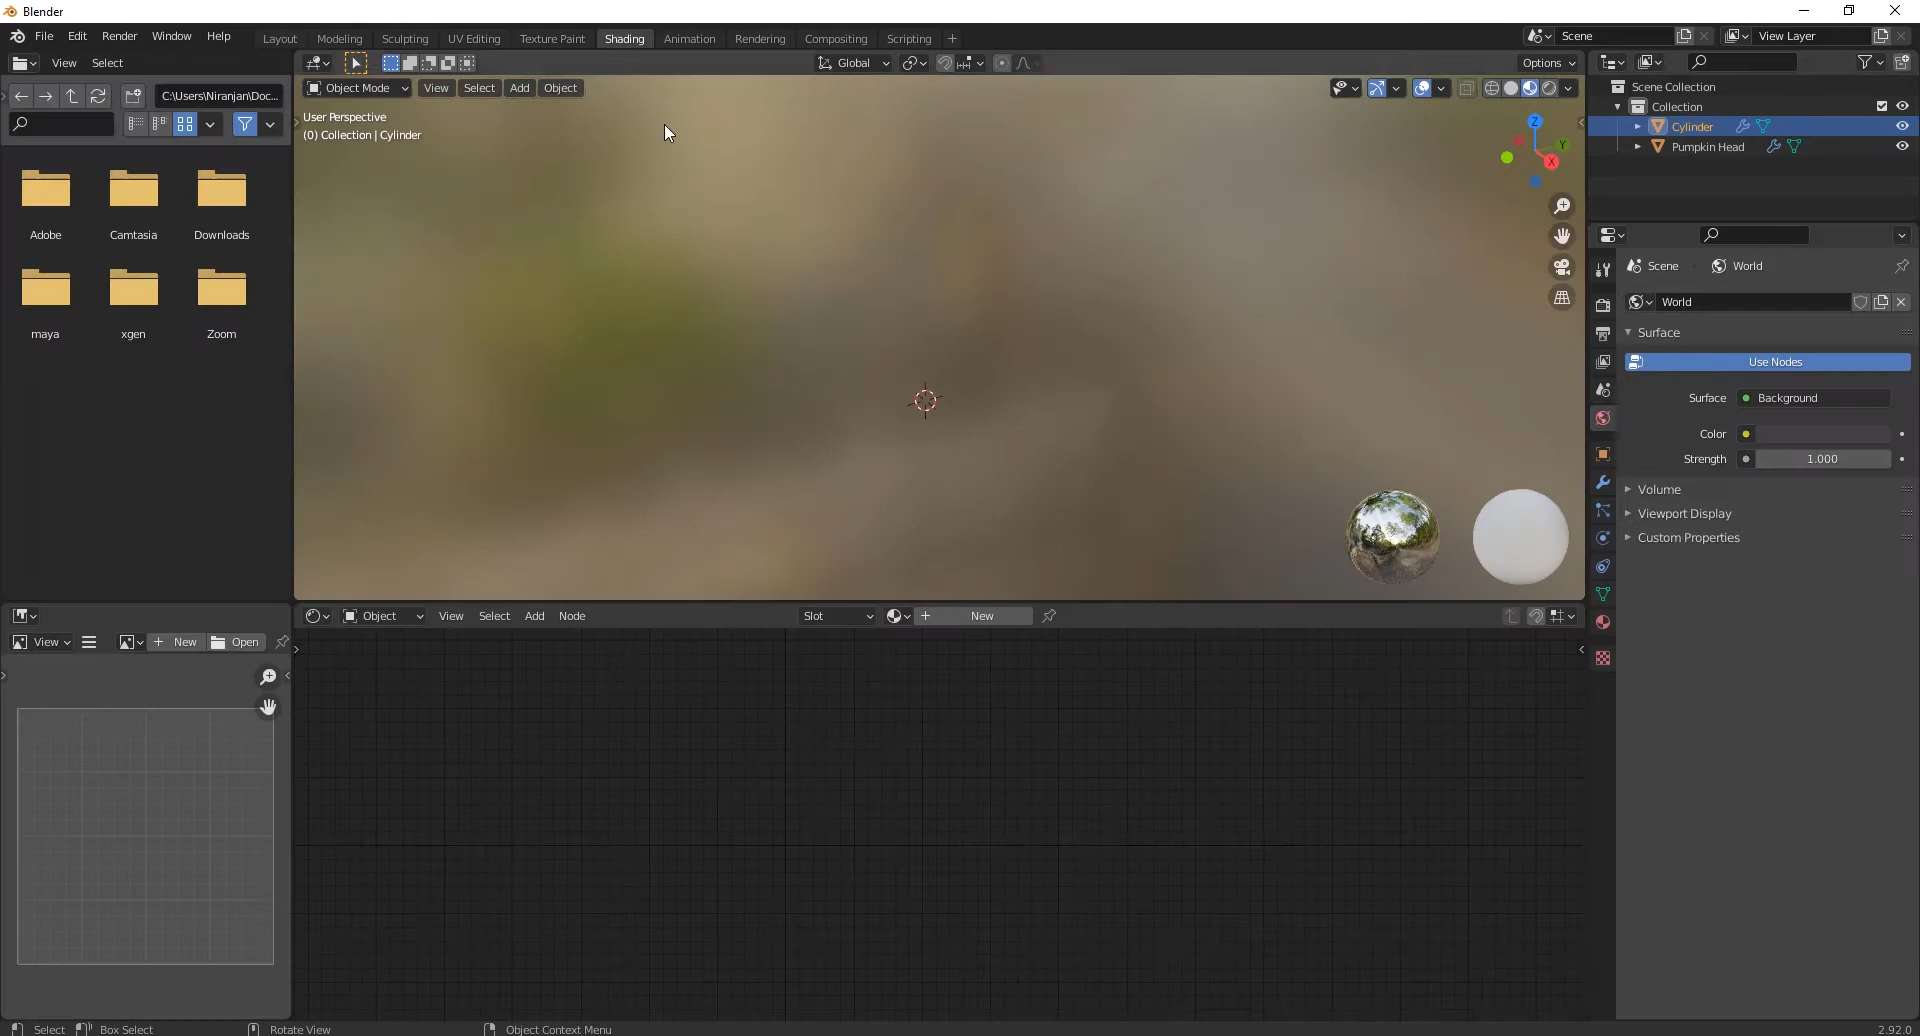 Blender
File Edit Render Window Help
Layout Modeling Sculpting UV Editing Texture Paint Shading Animation Rendering Compositing Scripting +
Scene
View Layer
View Select
Global
Options
C:\Users\Niranjan\Doc...
Object Mode View Select Add Object
User Perspective
(0) Collection | Cylinder
Z
Y
X
Adobe Camtasia Downloads
maya xgen Zoom
Scene Collection
Collection
Cylinder
Pumpkin Head
Scene World
World
Surface
Use Nodes
Surface Background
Color
Strength 1.000
Volume
Viewport Display
Custom Properties
Object View Select Add Node Slot + New
View + New Open
Select Box Select Rotate View Object Context Menu
2.92.0